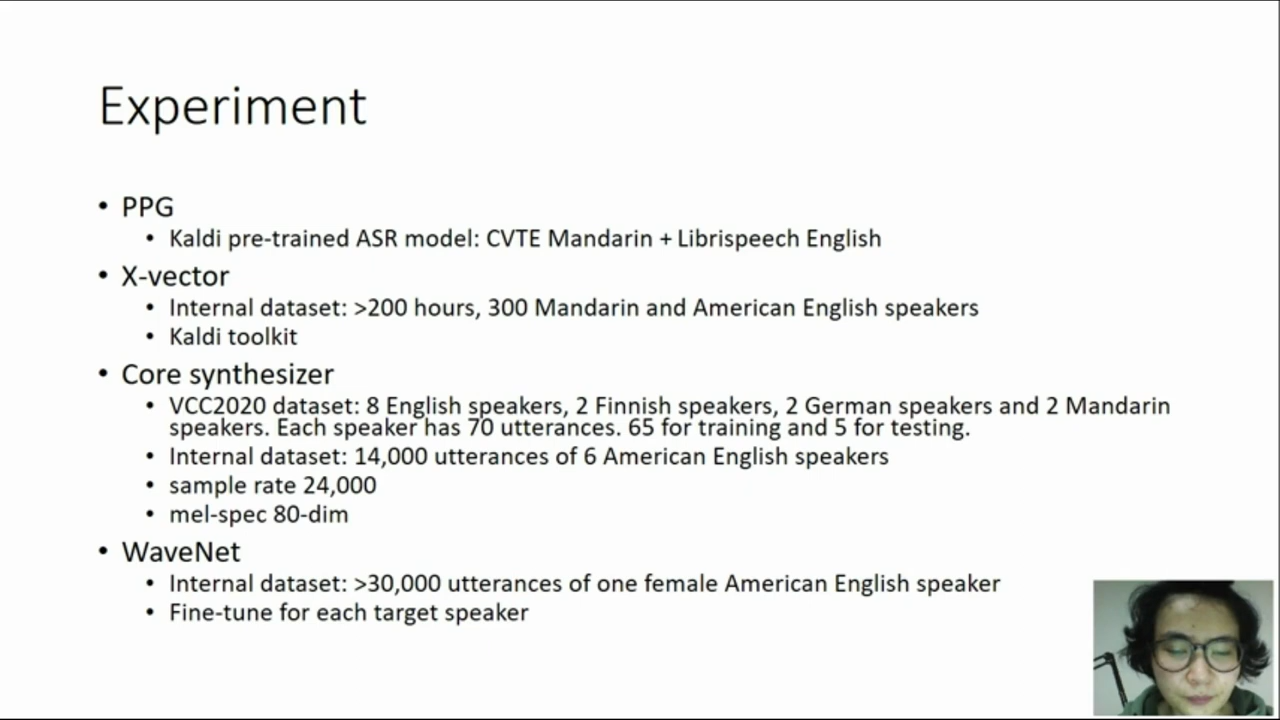 Experiment
• PPG
• Kaldi pre-trained ASR model: CVTE Mandarin + Librispeech English
• X-vector
• Internal dataset: >200 hours, 300 Mandarin and American English speakers
• Kaldi toolkit
• Core synthesizer
• VCC2020 dataset: 8 English speakers, 2 Finnish speakers, 2 German speakers and 2 Mandarin
speakers. Each speaker has 70 utterances. 65 for training and 5 for testing.
• Internal dataset: 14,000 utterances of 6 American English speakers
• sample rate 24,000
• mel-spec 80-dim
• WaveNet
• Internal dataset: >30,000 utterances of one female American English speaker
• Fine-tune for each target speaker